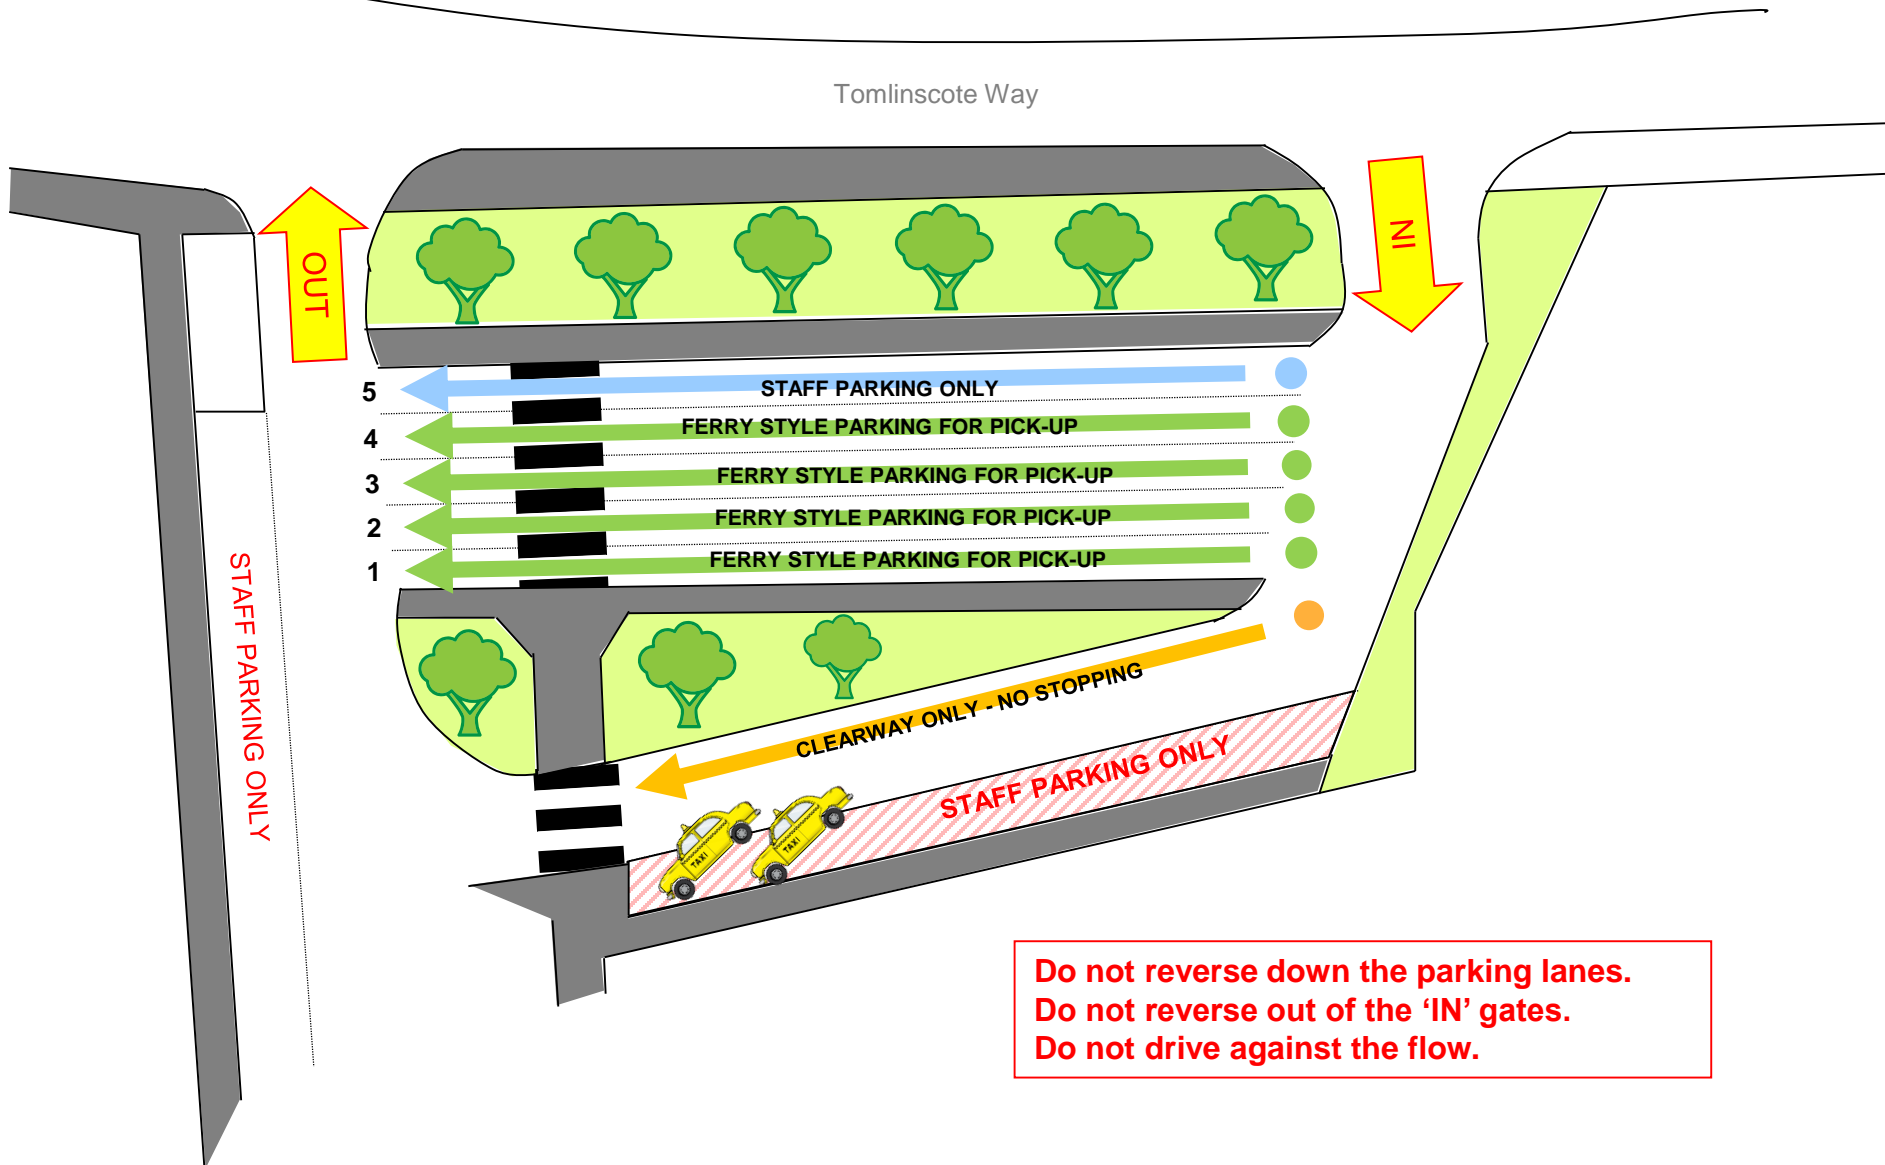 Tomlinscote Way
OUT
IN
5
STAFF PARKING ONLY
4
FERRY STYLE PARKING FOR PICK-UP
3
FERRY STYLE PARKING FOR PICK-UP
2
FERRY STYLE PARKING FOR PICK-UP
1
FERRY STYLE PARKING FOR PICK-UP
STAFF PARKING ONLY
CLEARWAY ONLY - NO STOPPING
STAFF PARKING ONLY
TAXI
TAXI
Do not reverse down the parking lanes.
Do not reverse out of the ‘IN’ gates.
Do not drive against the flow.